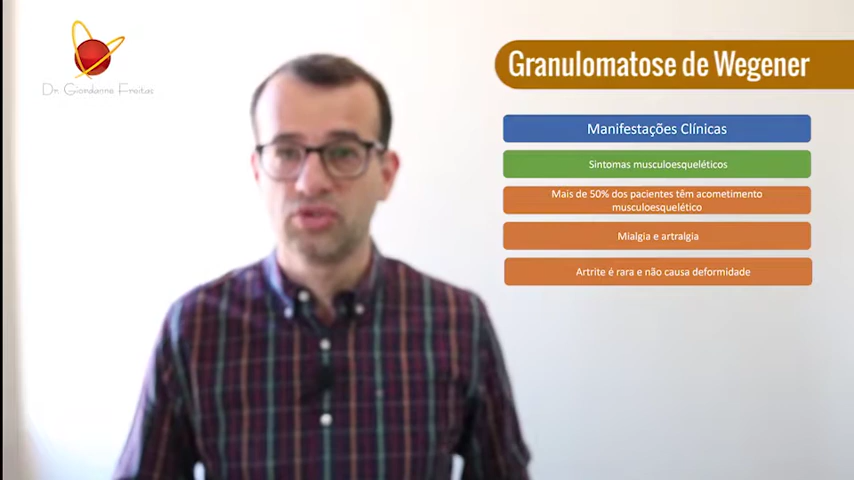 Dr. Giordanne Freitas
Granulomatose de Wegener
Manifestações Clínicas
Sintomas musculoesqueléticos
Mais de 50% dos pacientes têm acometimento
musculoesquelético
Mialgia e artralgia
Artrite é rara e não causa deformidade